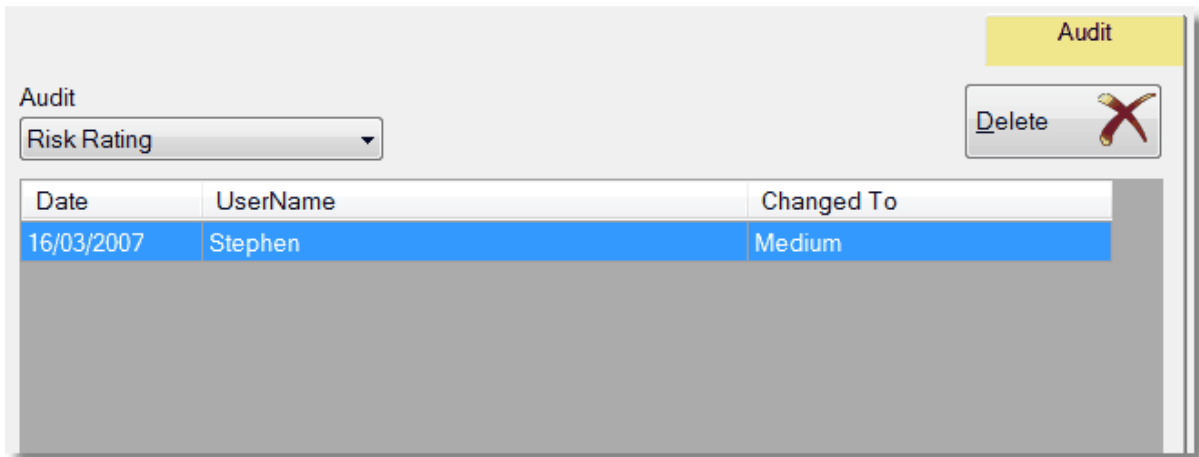 Audit
Audit
Delete
Risk Rating
Date UserName Changed To
16/03/2007 Stephen Medium